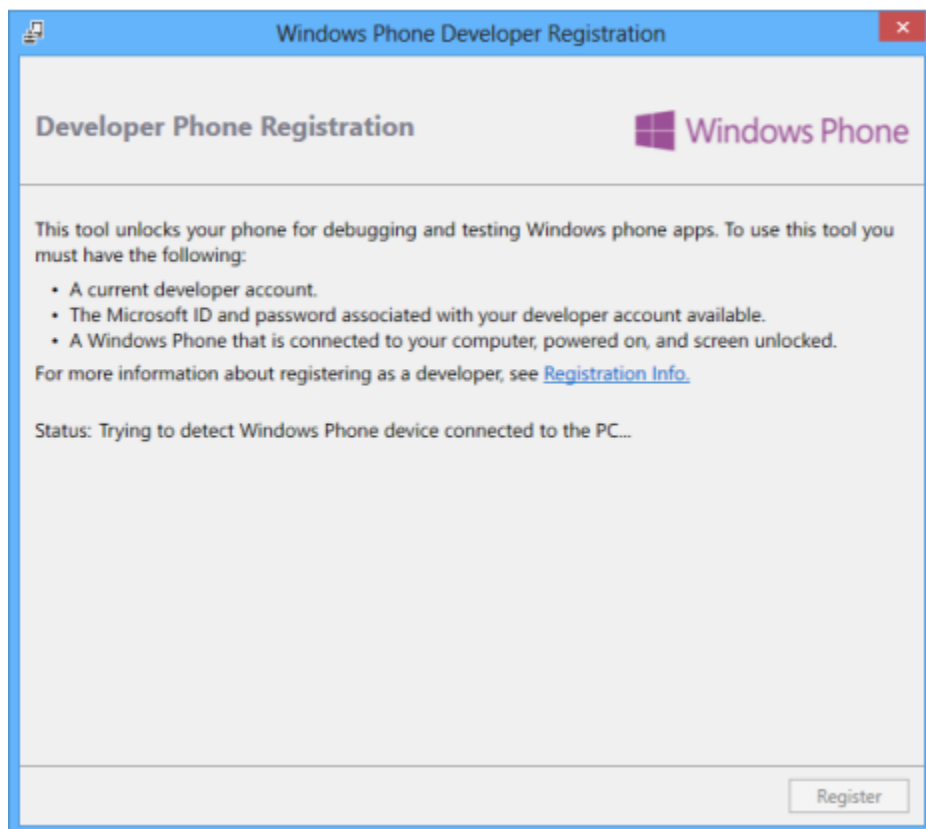 Windows Phone Developer Registration
Developer Phone Registration
Windows Phone
This tool unlocks your phone for debugging and testing Windows phone apps. To use this tool you
must have the following:
• A current developer account.
• The Microsoft ID and password associated with your developer account available.
• A Windows Phone that is connected to your computer, powered on, and screen unlocked.
For more information about registering as a developer, see Registration Info.
Status: Trying to detect Windows Phone device connected to the PC...
Register